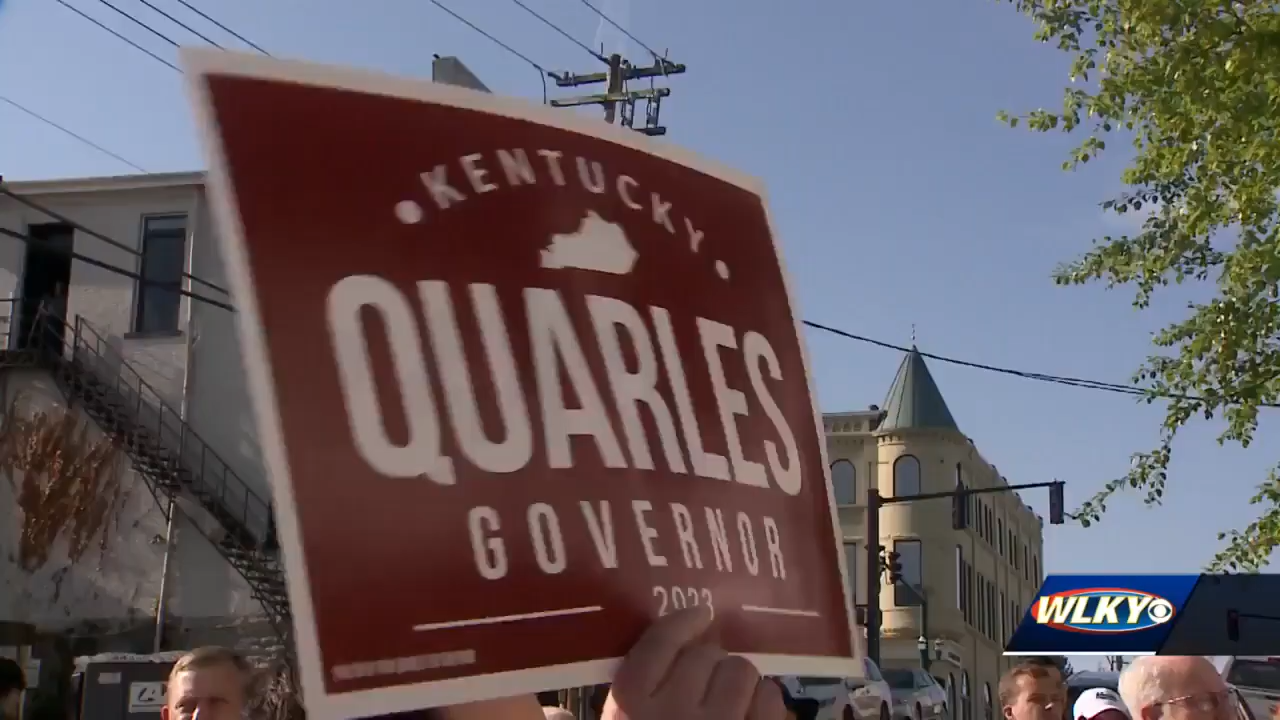 • KENTUCKY •
QUARLES
GOVERNOR
2023
WLKY